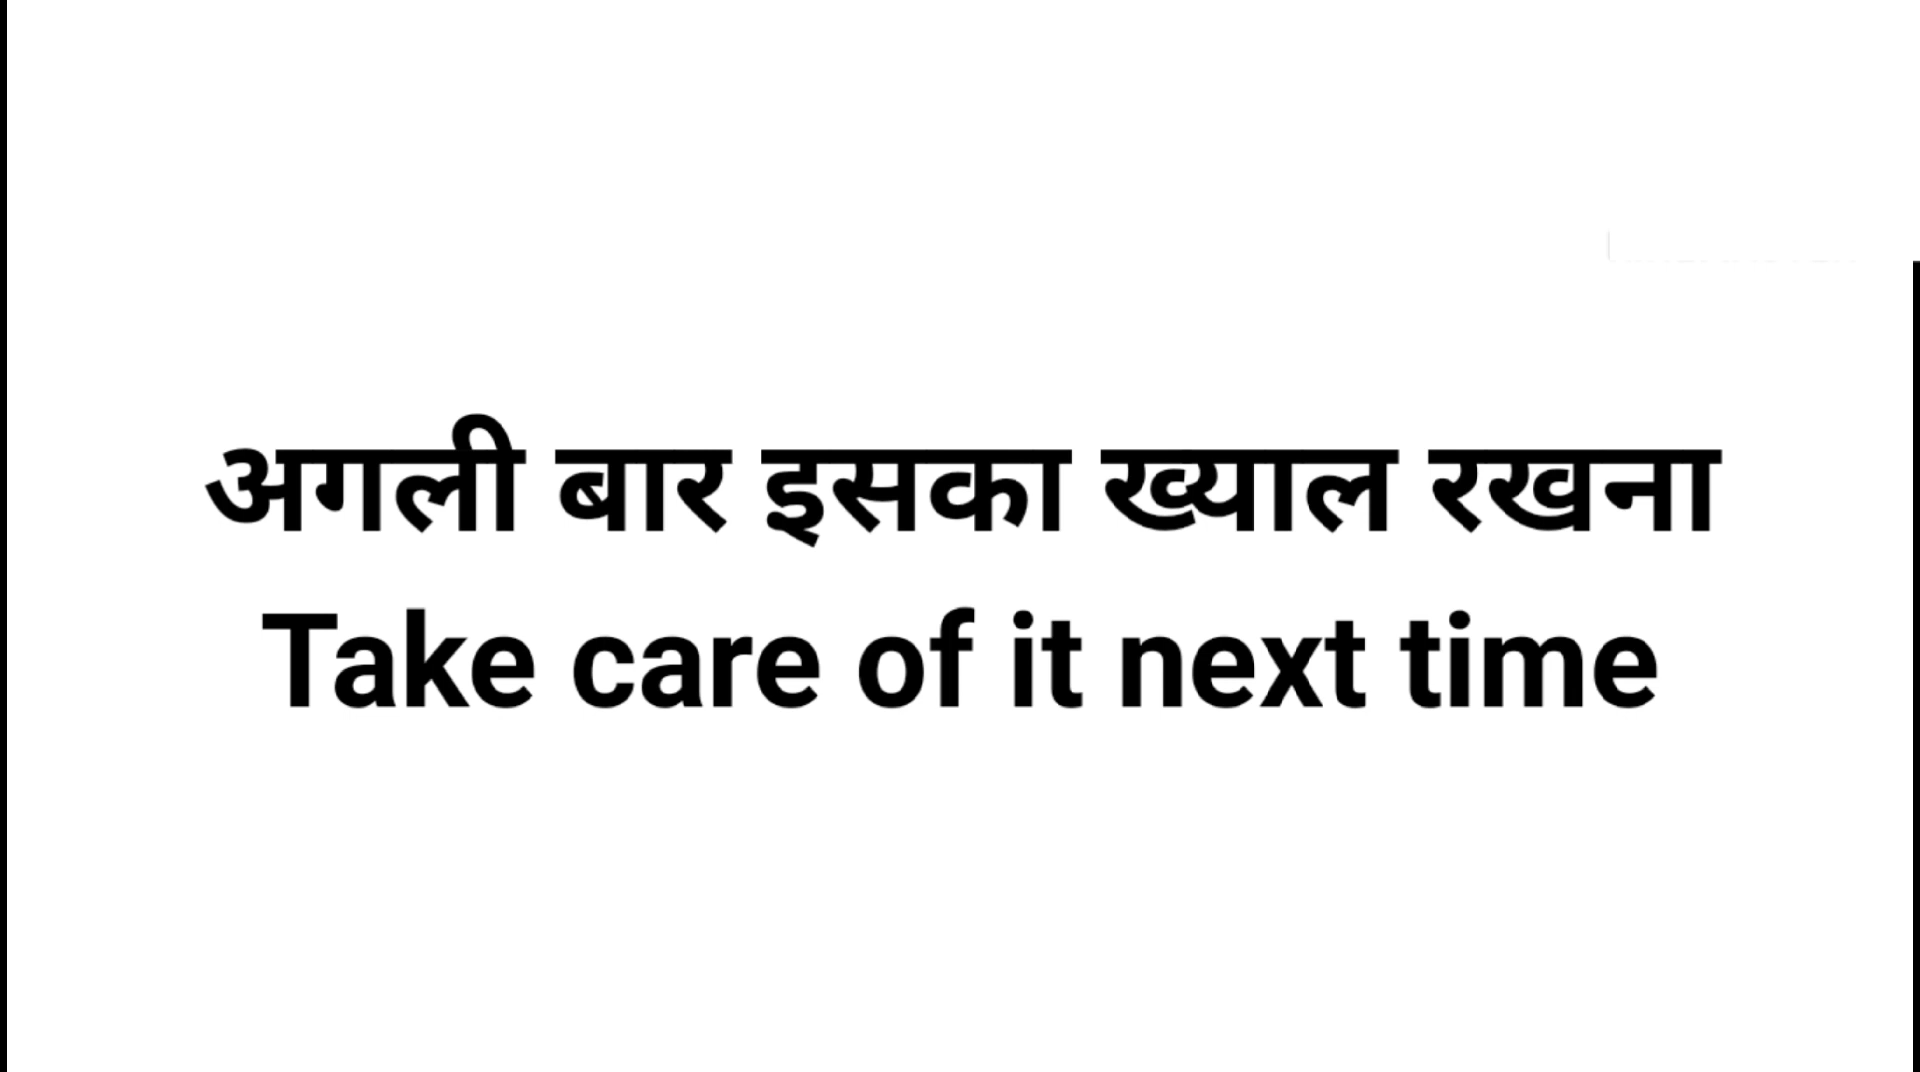 अगली बार इसका ख्याल रखना
Take care of it next time